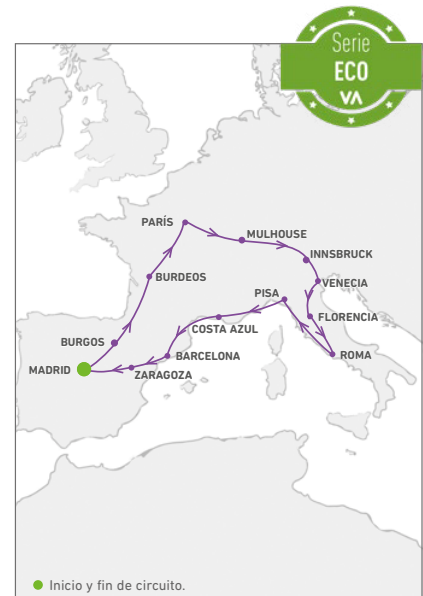 Serie
ECO
VA
PARÍS
MULHOUSE
INNSBRUCK
BURDEOS
VENECIA
PISA
FLORENCIA
COSTA AZUL
BURGOS
BARCELONA
ROMA
MADRID
ZARAGOZA
Inicio y fin de circuito.